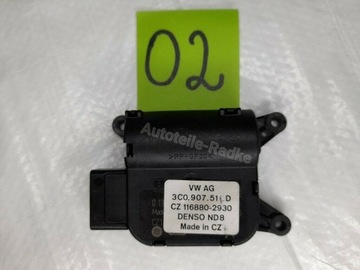 02
Autoteile-Radke
VW AG
3C0.907.511.D
CZ 116880-2930
DENSO ND8
Made in CZ